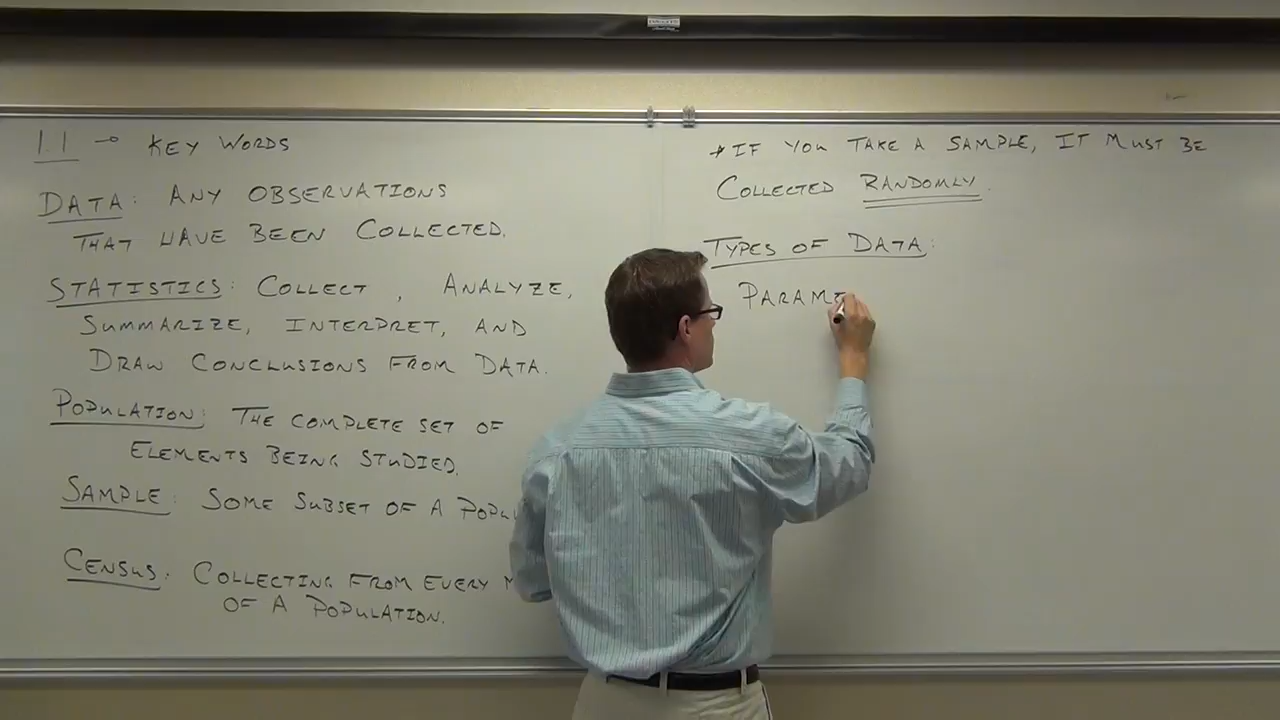 1.1 → KEY WORDS
DATA: ANY OBSERVATIONS
THAT HAVE BEEN COLLECTED.
STATISTICS: COLLECT, ANALYZE,
SUMMARIZE, INTERPRET, AND
DRAW CONCLUSIONS FROM DATA.
POPULATION: THE COMPLETE SET OF
ELEMENTS BEING STUDIED.
SAMPLE: SOME SUBSET OF A POPU
CENSUS: COLLECTING FROM EVERY M
OF A POPULATION.
* IF YOU TAKE A SAMPLE, IT MUST BE
COLLECTED RANDOMLY.
TYPES OF DATA:
PARAME